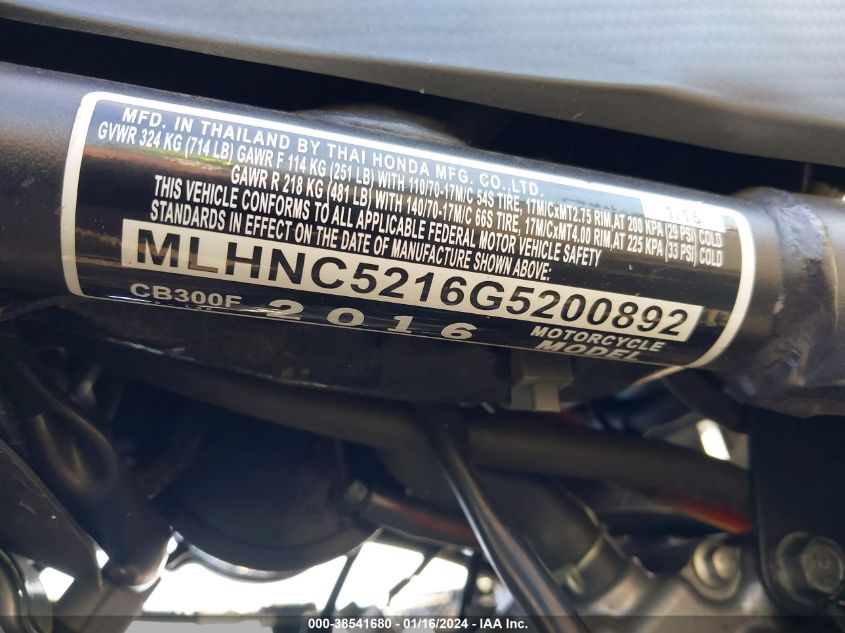 MFD. IN THAILAND BY THAI HONDA MFG. CO.,LTD. 1/16
GVWR 324 KG (714 LB) GAWR F 114 KG (251 LB) WITH 110/70-17M/C 54S TIRE, 17M/CxMT2.75 RIM,AT 200 KPA (29 PSI) COLD
GAWR R 218 KG (481 LB) WITH 140/70-17M/C 66S TIRE, 17M/CxMT4.00 RIM,AT 225 KPA (33 PSI) COLD
THIS VEHICLE CONFORMS TO ALL APPLICABLE FEDERAL MOTOR VEHICLE SAFETY
STANDARDS IN EFFECT ON THE DATE OF MANUFACTURE SHOWN ABOVE:
MLHNC5216G5200892
CB300F 2016 MOTORCYCLE
MODEL
000-38541680 - 01/16/2024 - IAA Inc.